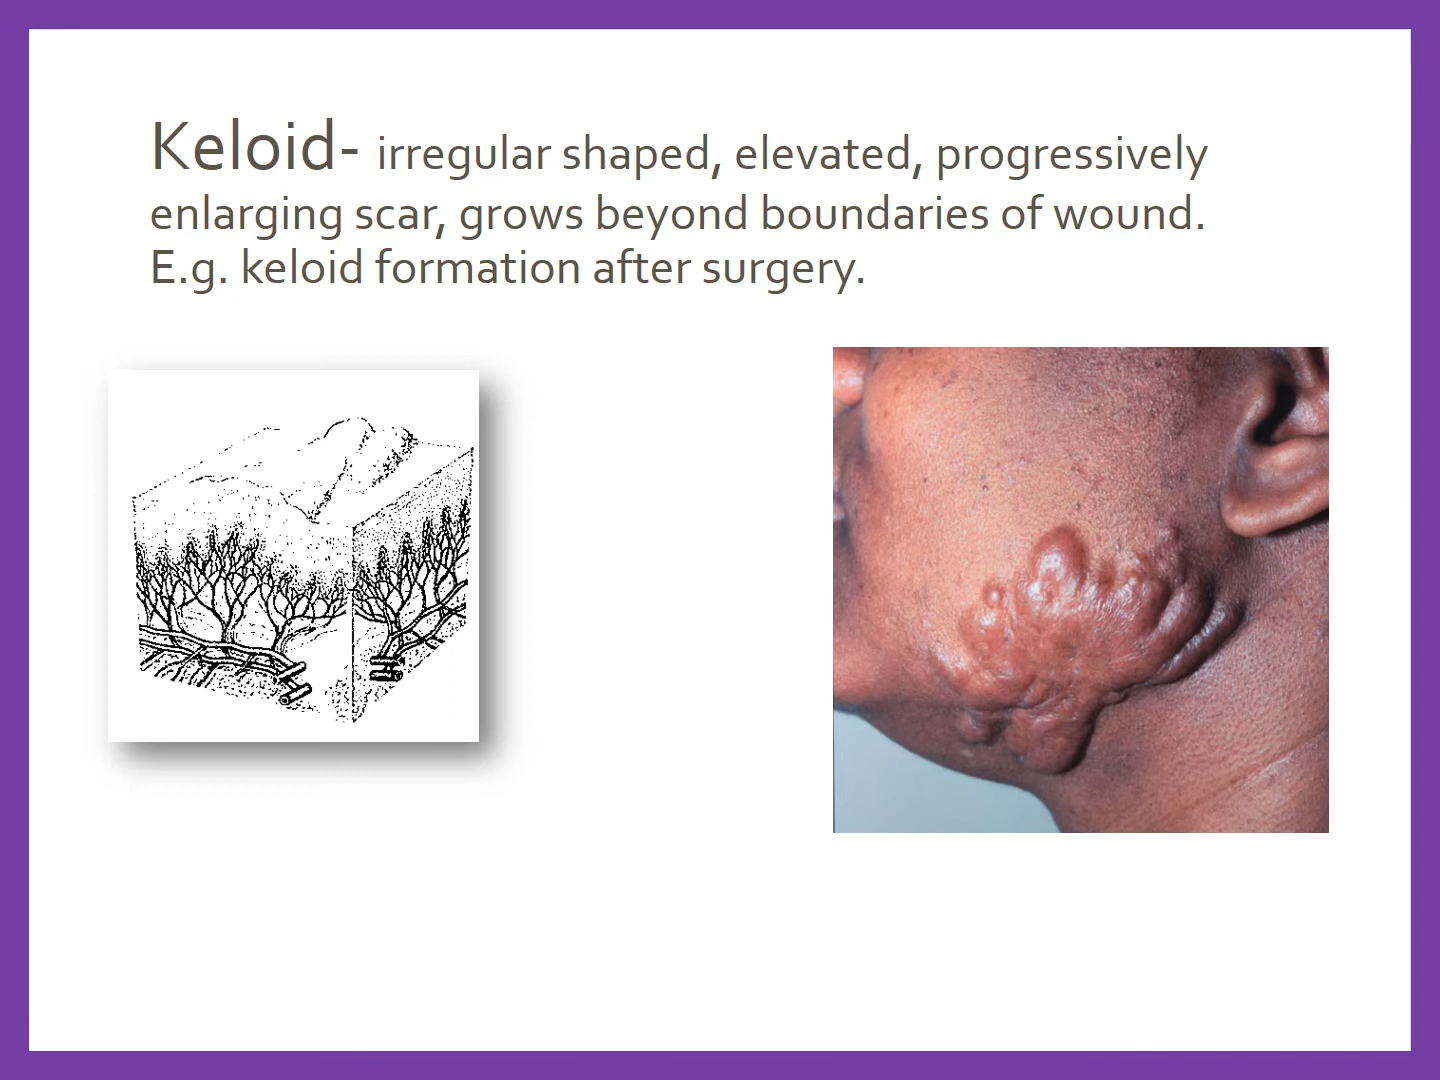 Keloid- irregular shaped, elevated, progressively
enlarging scar, grows beyond boundaries of wound.
E.g. keloid formation after surgery.